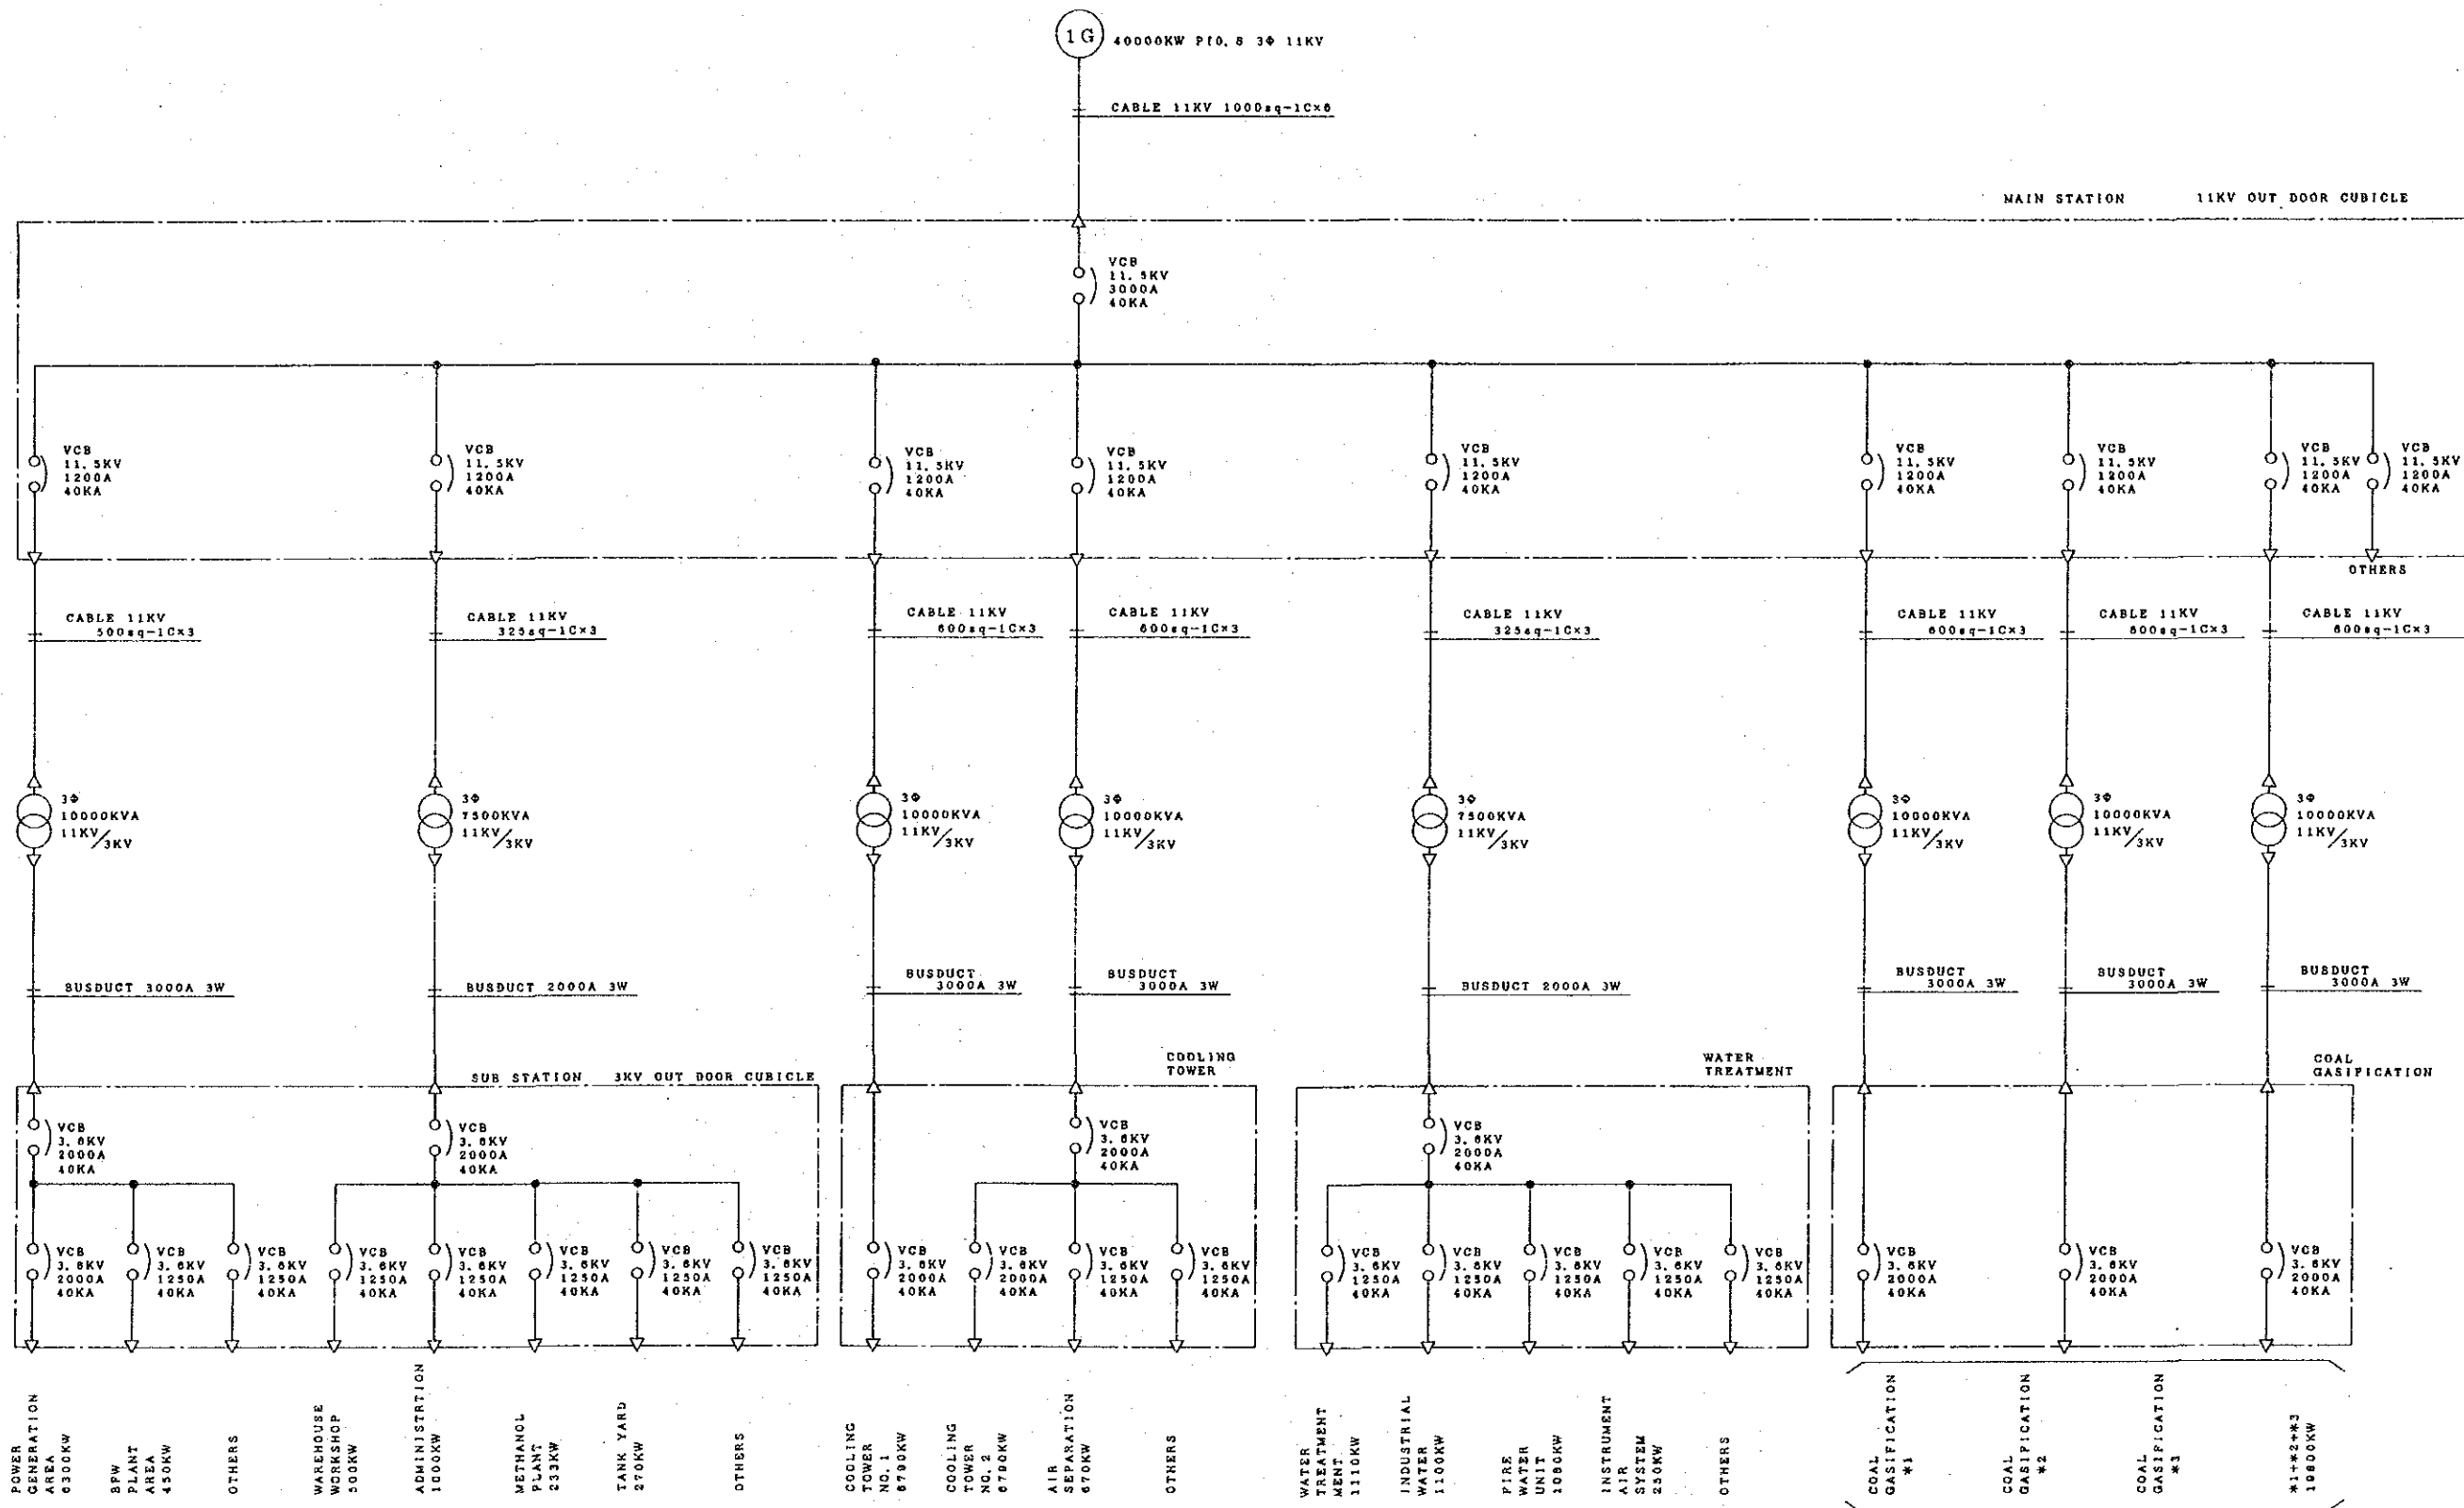 1G
40000KW Pf0.8 3Φ 11KV
CABLE 11KV 1000sq-1C×6
MAIN STATION 11KV OUT DOOR CUBICLE
VCB
11.5KV
3000A
40KA
VCB
11.5KV
1200A
40KA
VCB
11.5KV
1200A
40KA
VCB
11.5KV
1200A
40KA
VCB
11.5KV
1200A
40KA
VCB
11.5KV
1200A
40KA
VCB
11.5KV
1200A
40KA
VCB
11.5KV
1200A
40KA
VCB
11.5KV
1200A
40KA
VCB
11.5KV
1200A
40KA
OTHERS
CABLE 11KV
500sq-1C×3
CABLE 11KV
325sq-1C×3
CABLE 11KV
600sq-1C×3
CABLE 11KV
600sq-1C×3
CABLE 11KV
325sq-1C×3
CABLE 11KV
600sq-1C×3
CABLE 11KV
600sq-1C×3
CABLE 11KV
600sq-1C×3
3Φ
10000KVA
11KV/3KV
3Φ
7500KVA
11KV/3KV
3Φ
10000KVA
11KV/3KV
3Φ
10000KVA
11KV/3KV
3Φ
7500KVA
11KV/3KV
3Φ
10000KVA
11KV/3KV
3Φ
10000KVA
11KV/3KV
3Φ
10000KVA
11KV/3KV
BUSDUCT 3000A 3W
BUSDUCT 2000A 3W
BUSDUCT
3000A 3W
BUSDUCT
3000A 3W
BUSDUCT 2000A 3W
BUSDUCT
3000A 3W
BUSDUCT
3000A 3W
BUSDUCT
3000A 3W
SUB STATION 3KV OUT DOOR CUBICLE
COOLING
TOWER
WATER
TREATMENT
COAL
GASIFICATION
VCB
3.6KV
2000A
40KA
VCB
3.6KV
2000A
40KA
VCB
3.6KV
2000A
40KA
VCB
3.6KV
2000A
40KA
VCB
3.6KV
2000A
40KA
VCB
3.6KV
1250A
40KA
VCB
3.6KV
1250A
40KA
VCB
3.6KV
1250A
40KA
VCB
3.6KV
1250A
40KA
VCB
3.6KV
1250A
40KA
VCB
3.6KV
1250A
40KA
VCB
3.6KV
1250A
40KA
VCB
3.6KV
2000A
40KA
VCB
3.6KV
2000A
40KA
VCB
3.6KV
1250A
40KA
VCB
3.6KV
1250A
40KA
VCB
3.6KV
1250A
40KA
VCB
3.6KV
1250A
40KA
VCB
3.6KV
1250A
40KA
VCB
3.6KV
1250A
40KA
VCB
3.6KV
1250A
40KA
VCB
3.6KV
2000A
40KA
VCB
3.6KV
2000A
40KA
VCB
3.6KV
2000A
40KA
POWER
GENERATION
AREA
6300KW
BFW
PLANT
AREA
450KW
OTHERS
WAREHOUSE
WORKSHOP
500KW
ADMINISTRTION
1000KW
METHANOL
PLANT
233KW
TANK YARD
270KW
OTHERS
COOLING
TOWER
NO.1
6790KW
COOLING
TOWER
NO.2
6790KW
AIR
SEPARATION
670KW
OTHERS
WATER
TREATMENT
MENT.
1110KW
INDUSTRIAL
WATER
1100KW
FIRE
WATER
UNIT
1080KW
INSTRUMENT
AIR
SYSTEM
250KW
OTHERS
COAL
GASIFICATION
*1
COAL
GASIFICATION
*2
COAL
GASIFICATION
*3
*1+*2+*3
19800KW